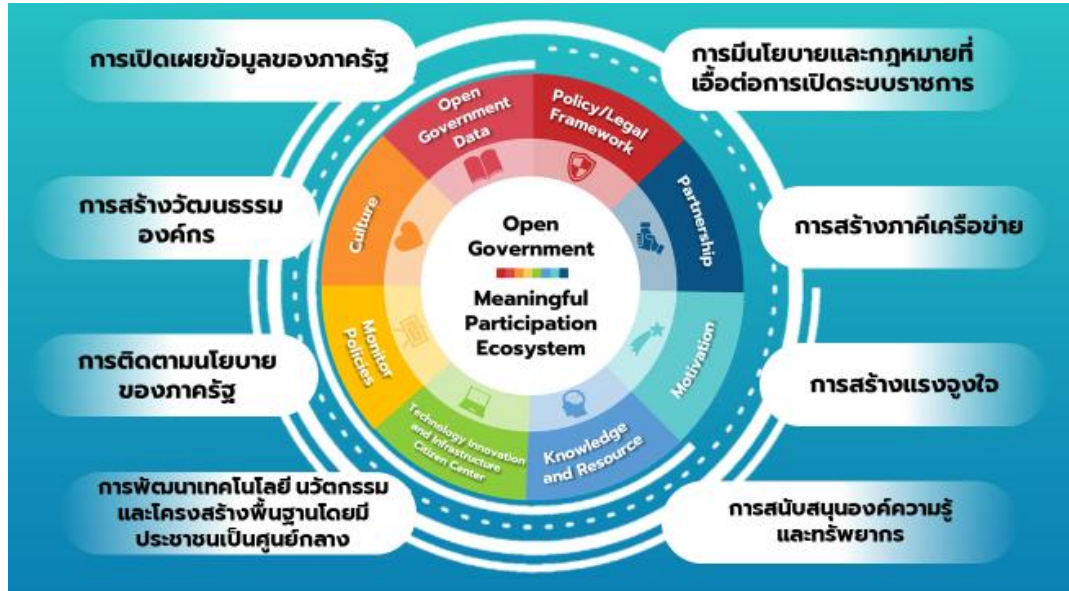 การเปิดเผยข้อมูลของภาครัฐ
การมีนโยบายและกฎหมายที่
เอื้อต่อการเปิดระบบราชการ
การสร้างวัฒนธรรม
องค์กร
การสร้างภาคีเครือข่าย
การติดตามนโยบาย
ของภาครัฐ
การสร้างแรงจูงใจ
การพัฒนาเทคโนโลยี นวัตกรรม
และโครงสร้างพื้นฐานโดยมี
ประชาชนเป็นศูนย์กลาง
การสนับสนุนองค์ความรู้
และทรัพยากร
Open
Government
Data
Policy/Legal
Framework
Partnership
Motivation
Knowledge
and Resource
Technology Innovation
and Infrastructure
Citizen Center
Monitor
Policies
Culture
Open
Government
Meaningful
Participation
Ecosystem